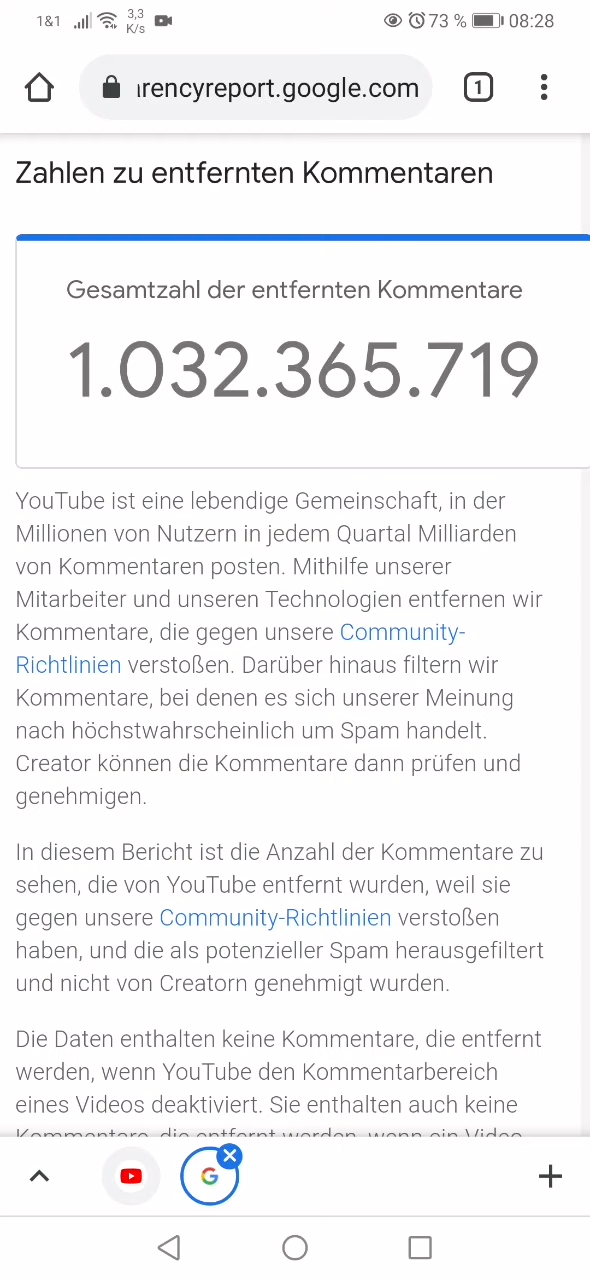 1&1 3,3 K/s 73 % 08:28
ırencyreport.google.com 1
Zahlen zu entfernten Kommentaren
Gesamtzahl der entfernten Kommentare
1.032.365.719
YouTube ist eine lebendige Gemeinschaft, in der
Millionen von Nutzern in jedem Quartal Milliarden
von Kommentaren posten. Mithilfe unserer
Mitarbeiter und unseren Technologien entfernen wir
Kommentare, die gegen unsere Community-
Richtlinien verstoßen. Darüber hinaus filtern wir
Kommentare, bei denen es sich unserer Meinung
nach höchstwahrscheinlich um Spam handelt.
Creator können die Kommentare dann prüfen und
genehmigen.
In diesem Bericht ist die Anzahl der Kommentare zu
sehen, die von YouTube entfernt wurden, weil sie
gegen unsere Community-Richtlinien verstoßen
haben, und die als potenzieller Spam herausgefiltert
und nicht von Creatorn genehmigt wurden.
Die Daten enthalten keine Kommentare, die entfernt
werden, wenn YouTube den Kommentarbereich
eines Videos deaktiviert. Sie enthalten auch keine
Kommentare, die entfernt werden, wenn ein Video